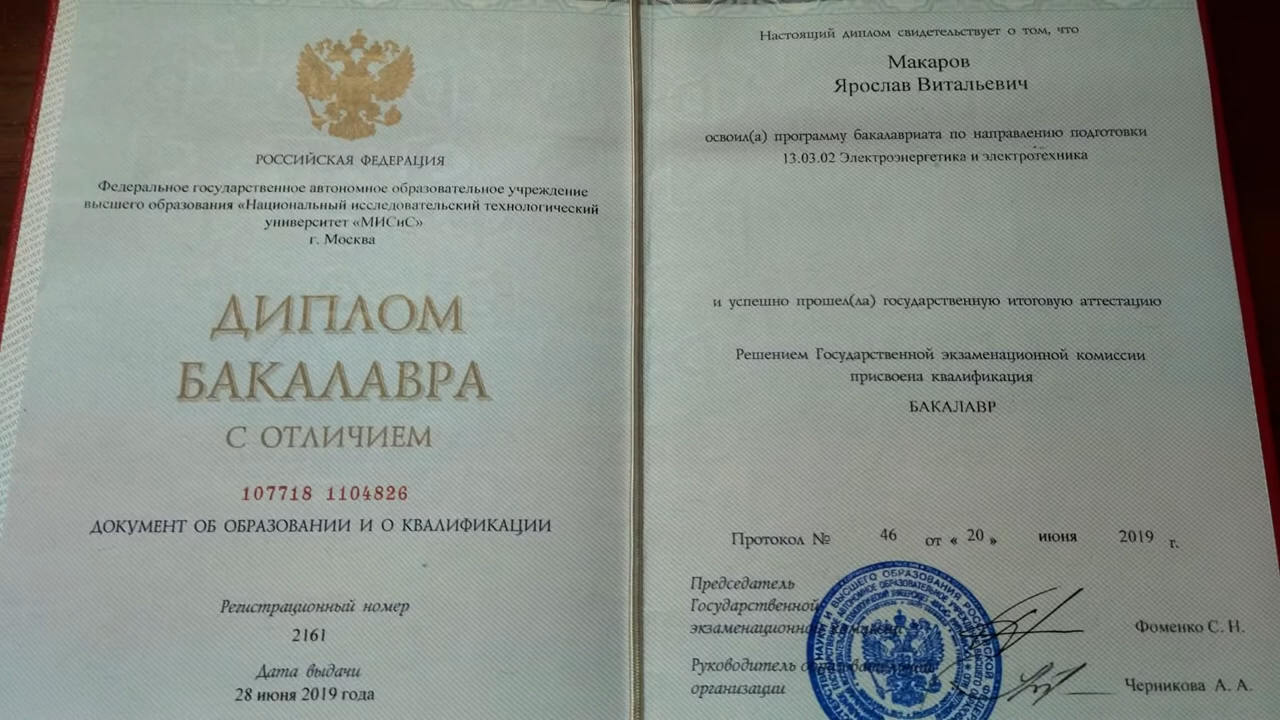 РОССИЙСКАЯ ФЕДЕРАЦИЯ
Федеральное государственное автономное образовательное учреждение
высшего образования «Национальный исследовательский технологический
университет «МИСиС»
г. Москва
ДИПЛОМ
БАКАЛАВРА
С ОТЛИЧИЕМ
107718 1104826
ДОКУМЕНТ ОБ ОБРАЗОВАНИИ И О КВАЛИФИКАЦИИ
Регистрационный номер
2161
Дата выдачи
28 июня 2019 года
Настоящий диплом свидетельствует о том, что
Макаров
Ярослав Витальевич
освоил(а) программу бакалавриата по направлению подготовки
13.03.02 Электроэнергетика и электротехника
и успешно прошел(ла) государственную итоговую аттестацию
Решением Государственной экзаменационной комиссии
присвоена квалификация
БАКАЛАВР
Протокол № 46 от « 20 » июня 2019 г.
Председатель
Государственной
экзаменационной комиссии Фоменко С. Н.
Руководитель образовательной
организации Черникова А. А.